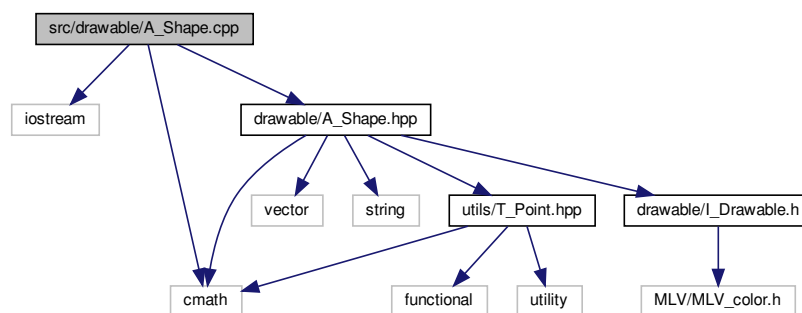 src/drawable/A_Shape.cpp
iostream
drawable/A_Shape.hpp
vector
string
utils/T_Point.hpp
drawable/I_Drawable.h
cmath
functional
utility
MLV/MLV_color.h